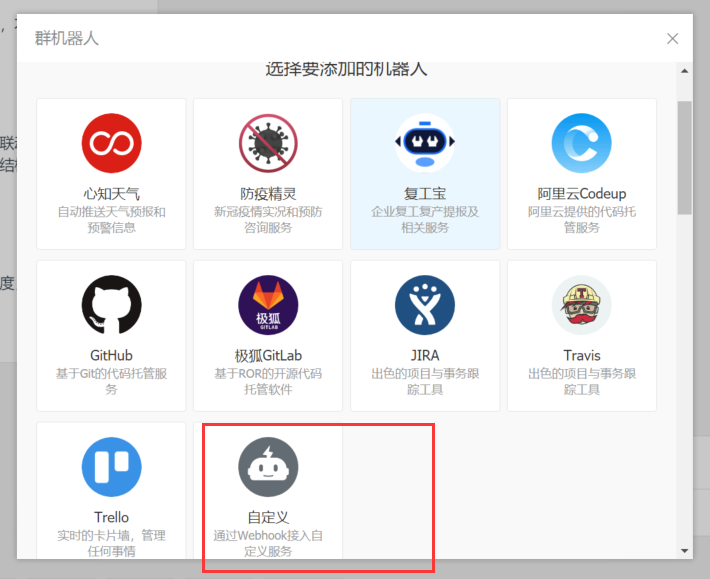 群机器人
选择要添加的机器人
联动
结构
度
心知天气
自动推送天气预报和
预警信息
防疫精灵
新冠疫情实况和预防
咨询服务
复工宝
企业复工复产提报及
相关服务
阿里云Codeup
阿里云提供的代码托
管服务
GitHub
基于Git的代码托管服
务
极狐
GITLAB
极狐GitLab
基于ROR的开源代码
托管软件
JIRA
出色的项目与事务跟
踪工具
Travis
出色的项目与事务跟
踪工具
Trello
实时的卡片墙，管理
任何事情
自定义
通过Webhook接入自
定义服务